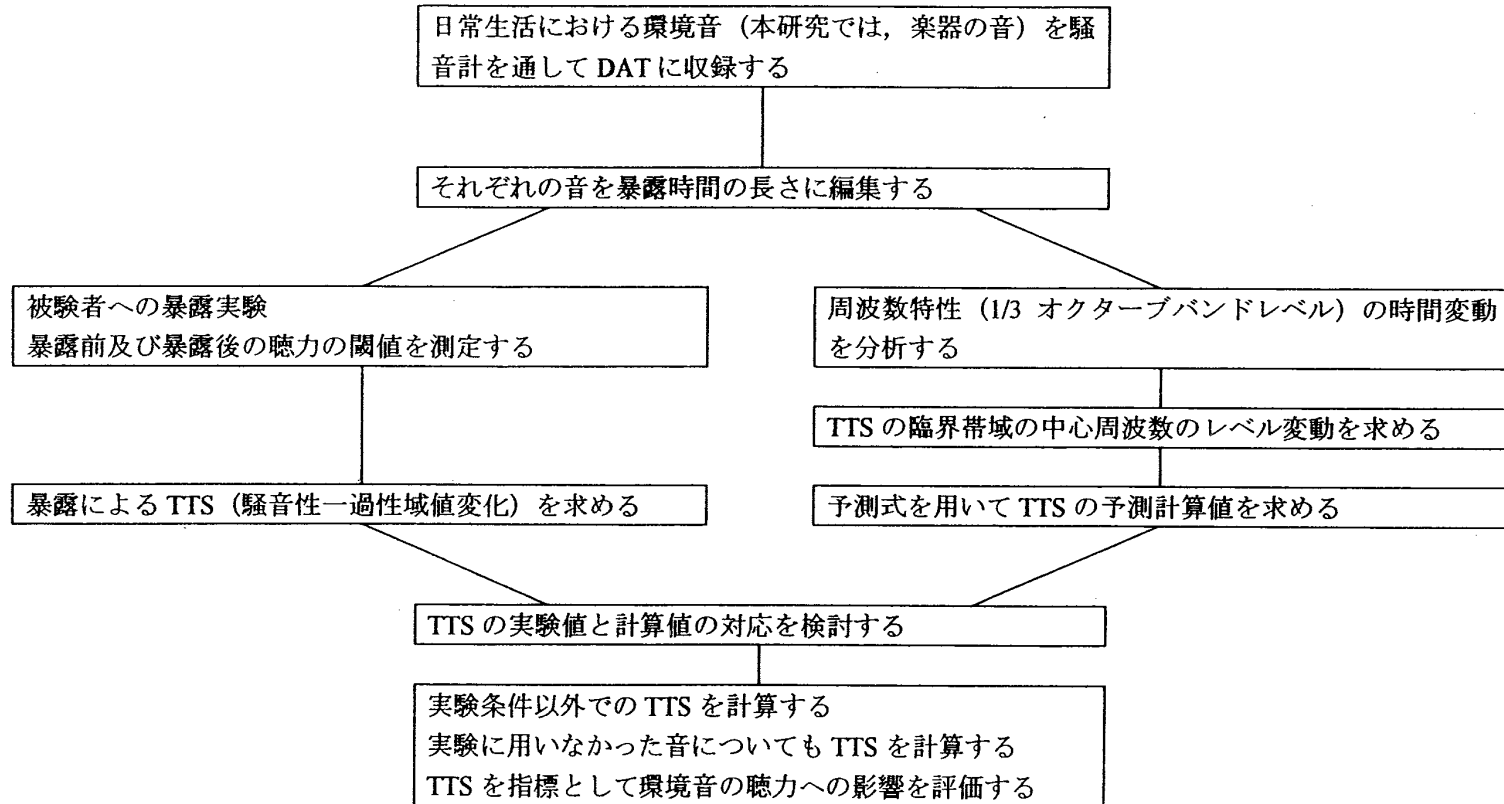 日常生活における環境音（本研究では，楽器の音）を騒
音計を通して DAT に収録する
それぞれの音を暴露時間の長さに編集する
被験者への暴露実験
暴露前及び暴露後の聴力の閾値を測定する
周波数特性（1/3 オクターブバンドレベル）の時間変動
を分析する
TTS の臨界帯域の中心周波数のレベル変動を求める
暴露による TTS（騒音性一過性域値変化）を求める
予測式を用いて TTS の予測計算値を求める
TTS の実験値と計算値の対応を検討する
実験条件以外での TTS を計算する
実験に用いなかった音についても TTS を計算する
TTS を指標として環境音の聴力への影響を評価する